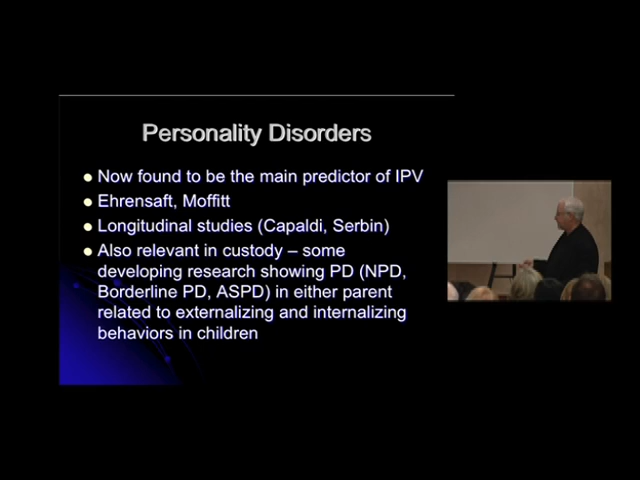 Personality Disorders
Now found to be the main predictor of IPV
Ehrensaft, Moffitt
Longitudinal studies (Capaldi, Serbin)
Also relevant in custody – some
developing research showing PD (NPD,
Borderline PD, ASPD) in either parent
related to externalizing and internalizing
behaviors in children